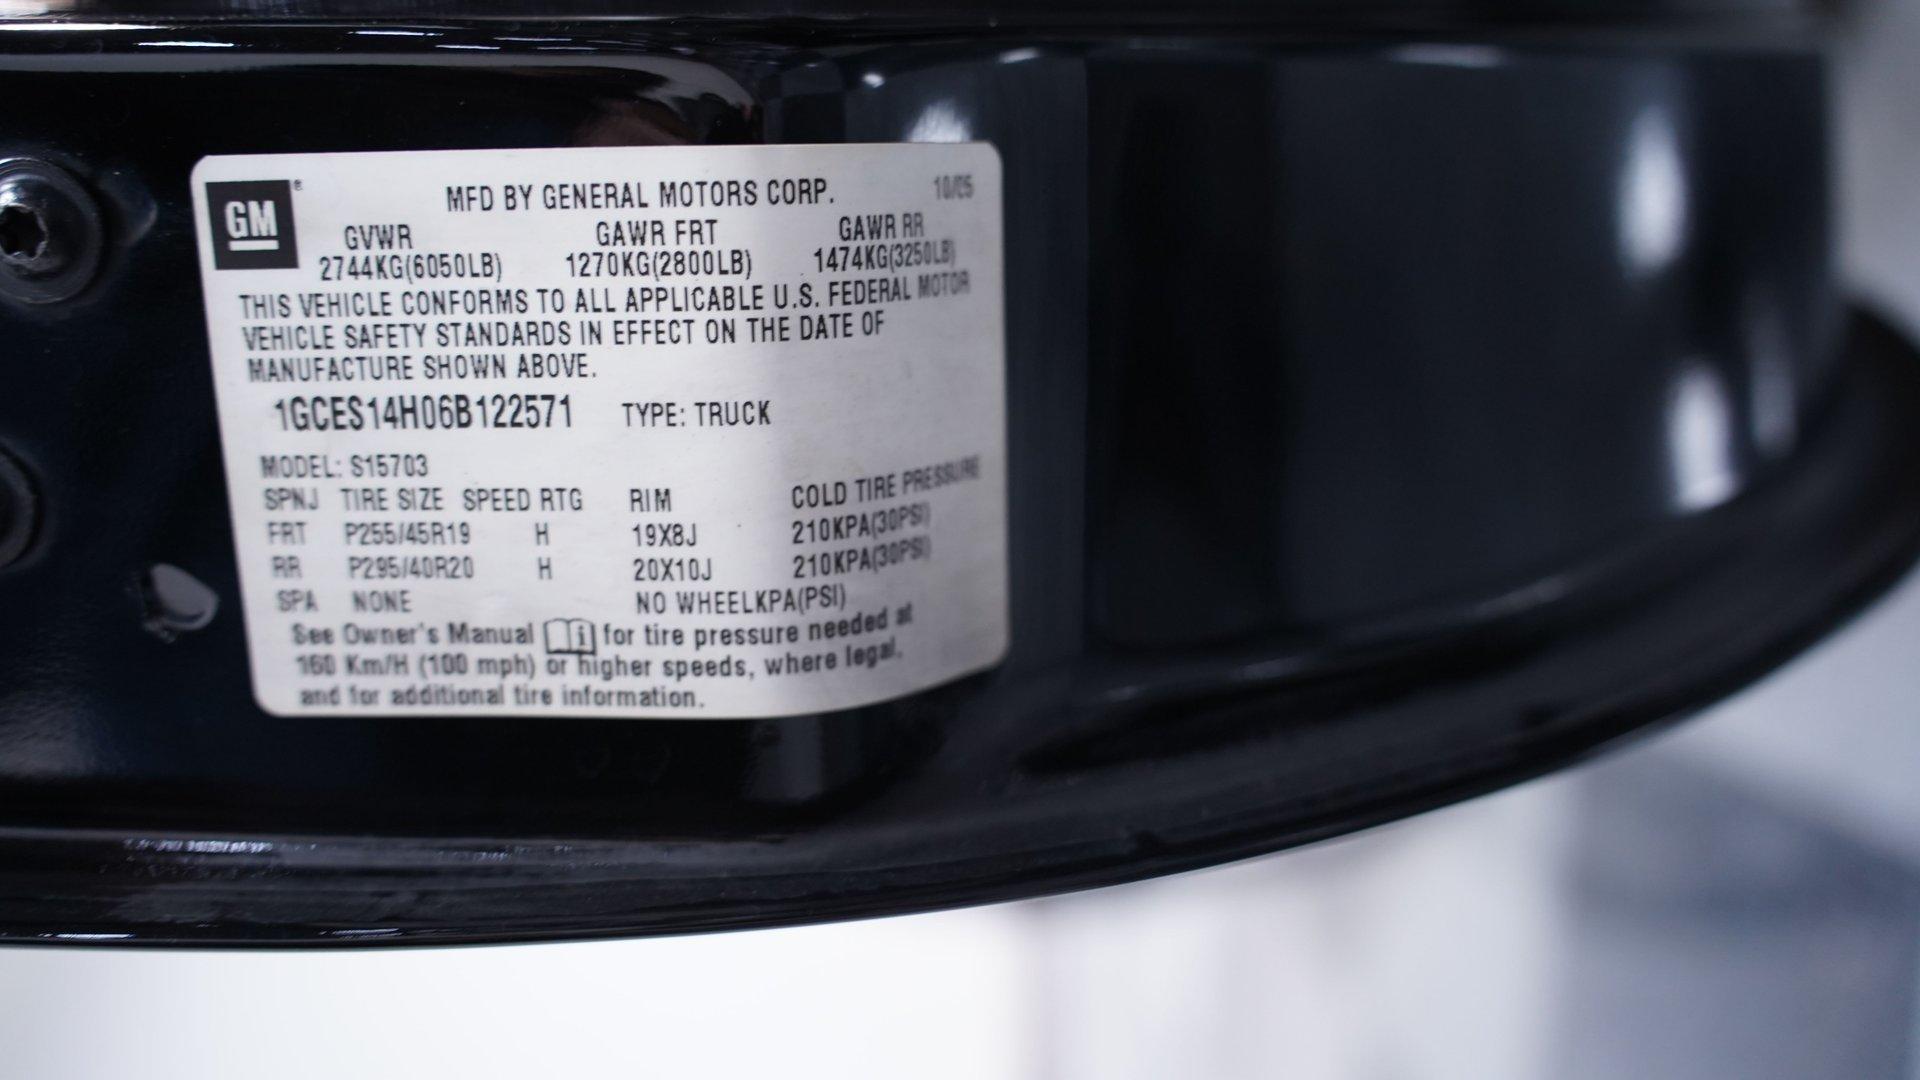 GM
MFD BY GENERAL MOTORS CORP. 10/05
GVWR GAWR FRT GAWR RR
2744KG(6050LB) 1270KG(2800LB) 1474KG(3250LB)
THIS VEHICLE CONFORMS TO ALL APPLICABLE U.S. FEDERAL MOTOR
VEHICLE SAFETY STANDARDS IN EFFECT ON THE DATE OF
MANUFACTURE SHOWN ABOVE.
1GCES14H06B122571 TYPE: TRUCK
MODEL: S15703
SPNJ TIRE SIZE SPEED RTG RIM COLD TIRE PRESSURE
FRT P255/45R19 H 19X8J 210KPA(30PSI)
RR P295/40R20 H 20X10J 210KPA(30PSI)
SPA NONE NO WHEELKPA(PSI)
See Owner's Manual for tire pressure needed at
160 Km/H (100 mph) or higher speeds, where legal,
and for additional tire information.